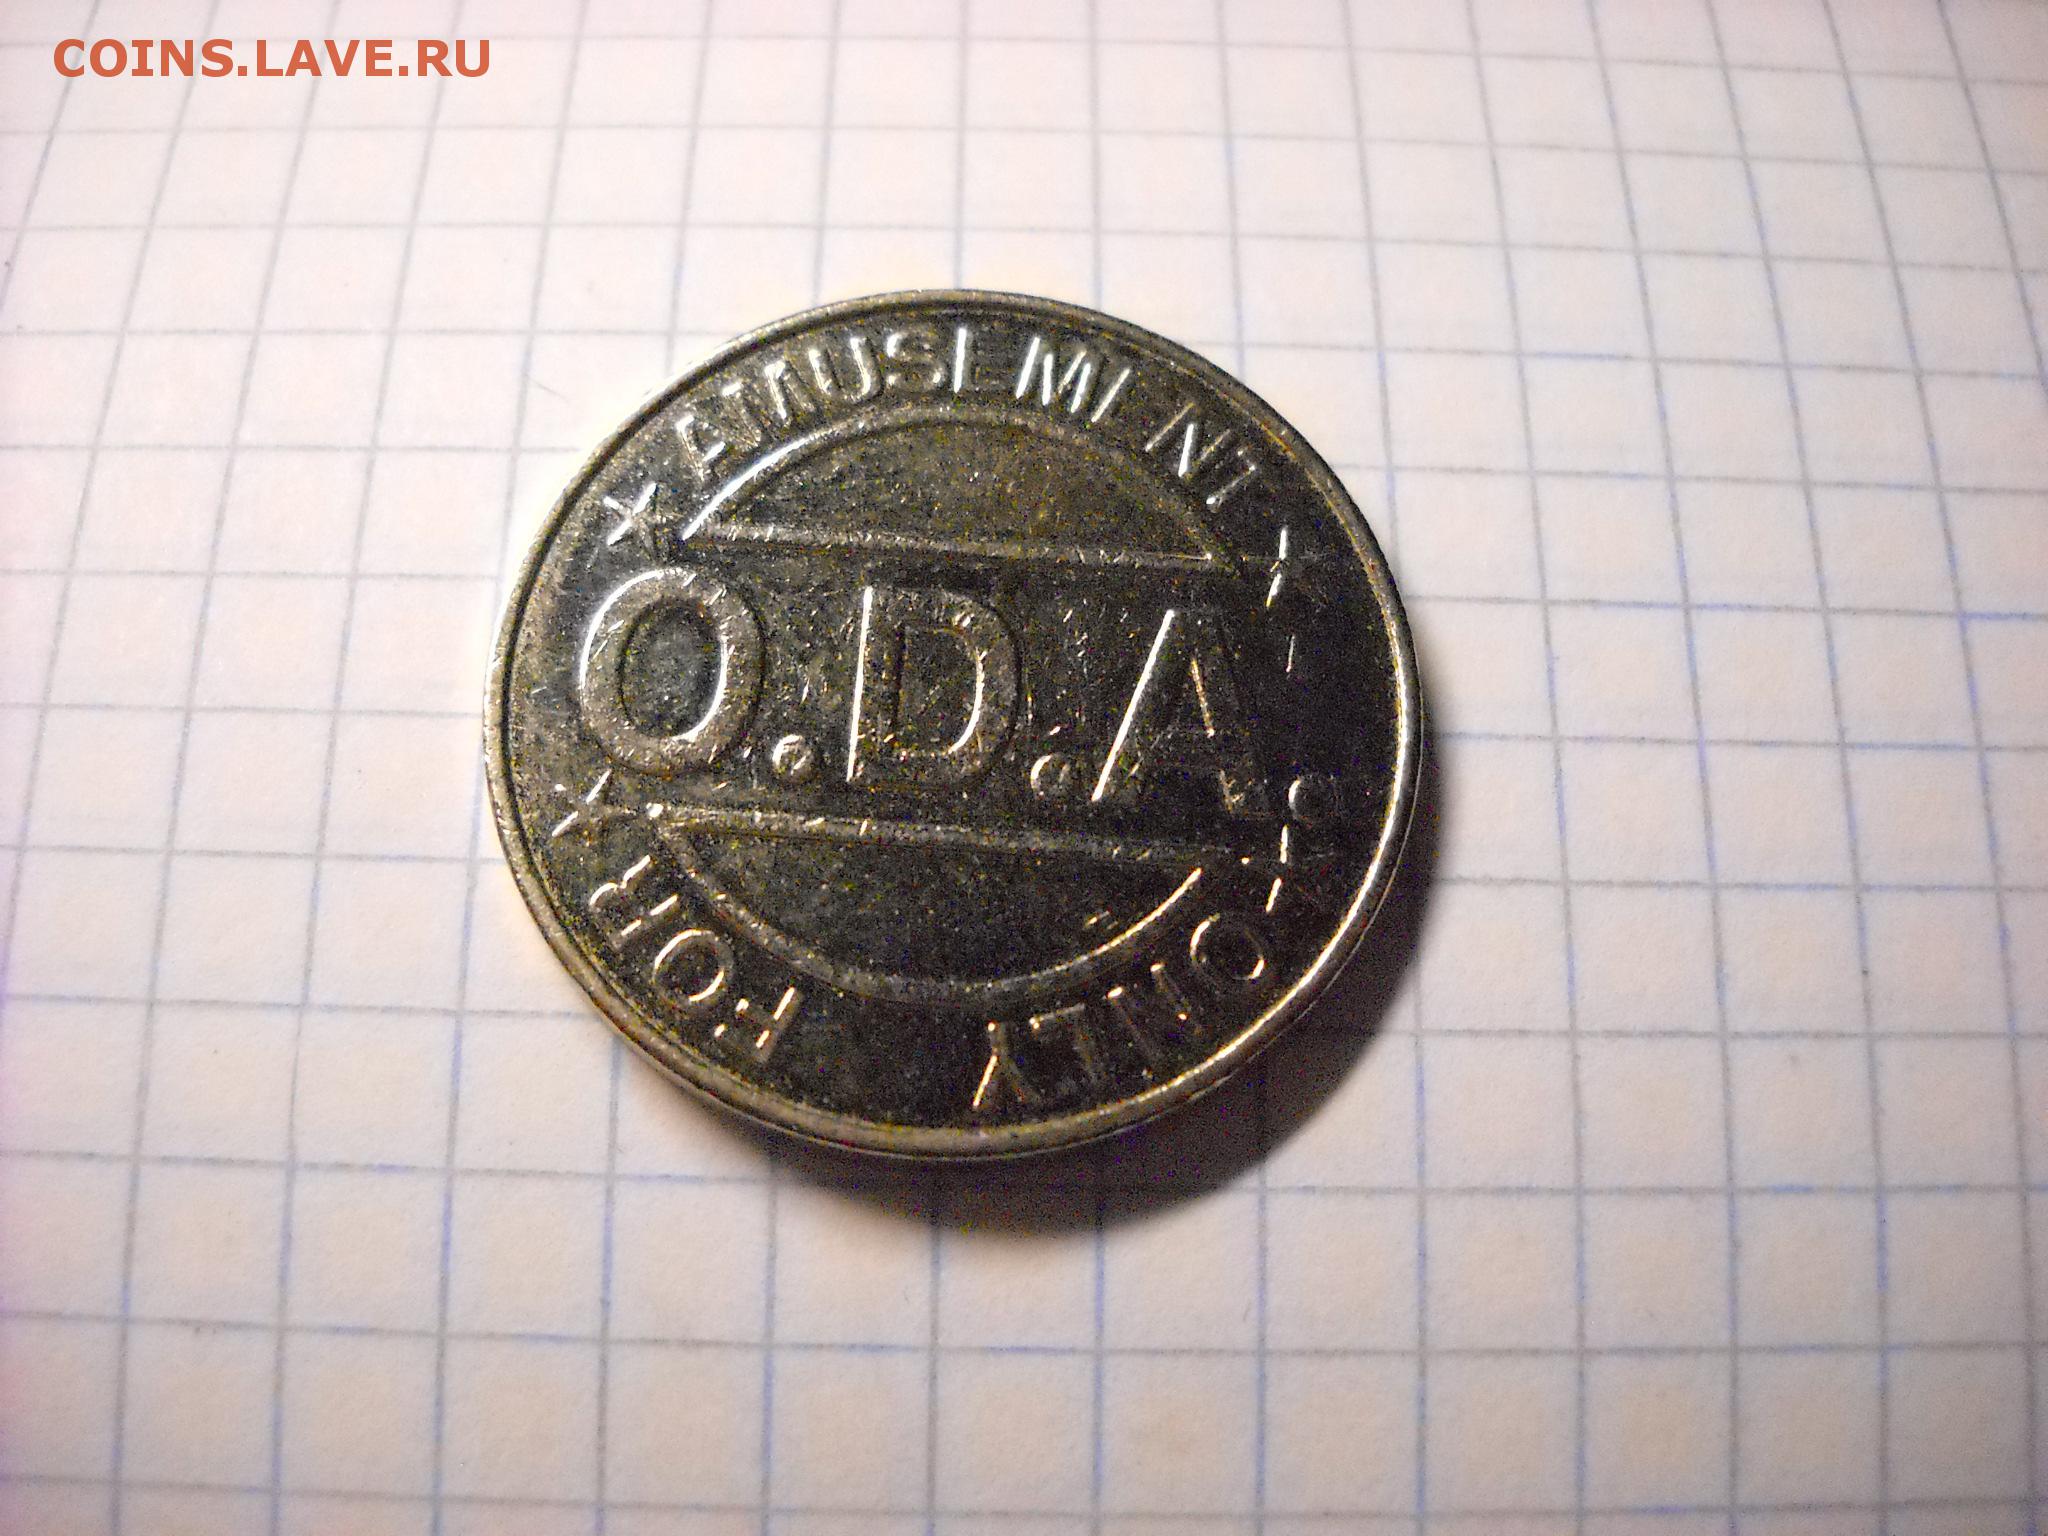 COINS.LAVE.RU
AMUSEMENT
O.D.A.
FOR ONLY